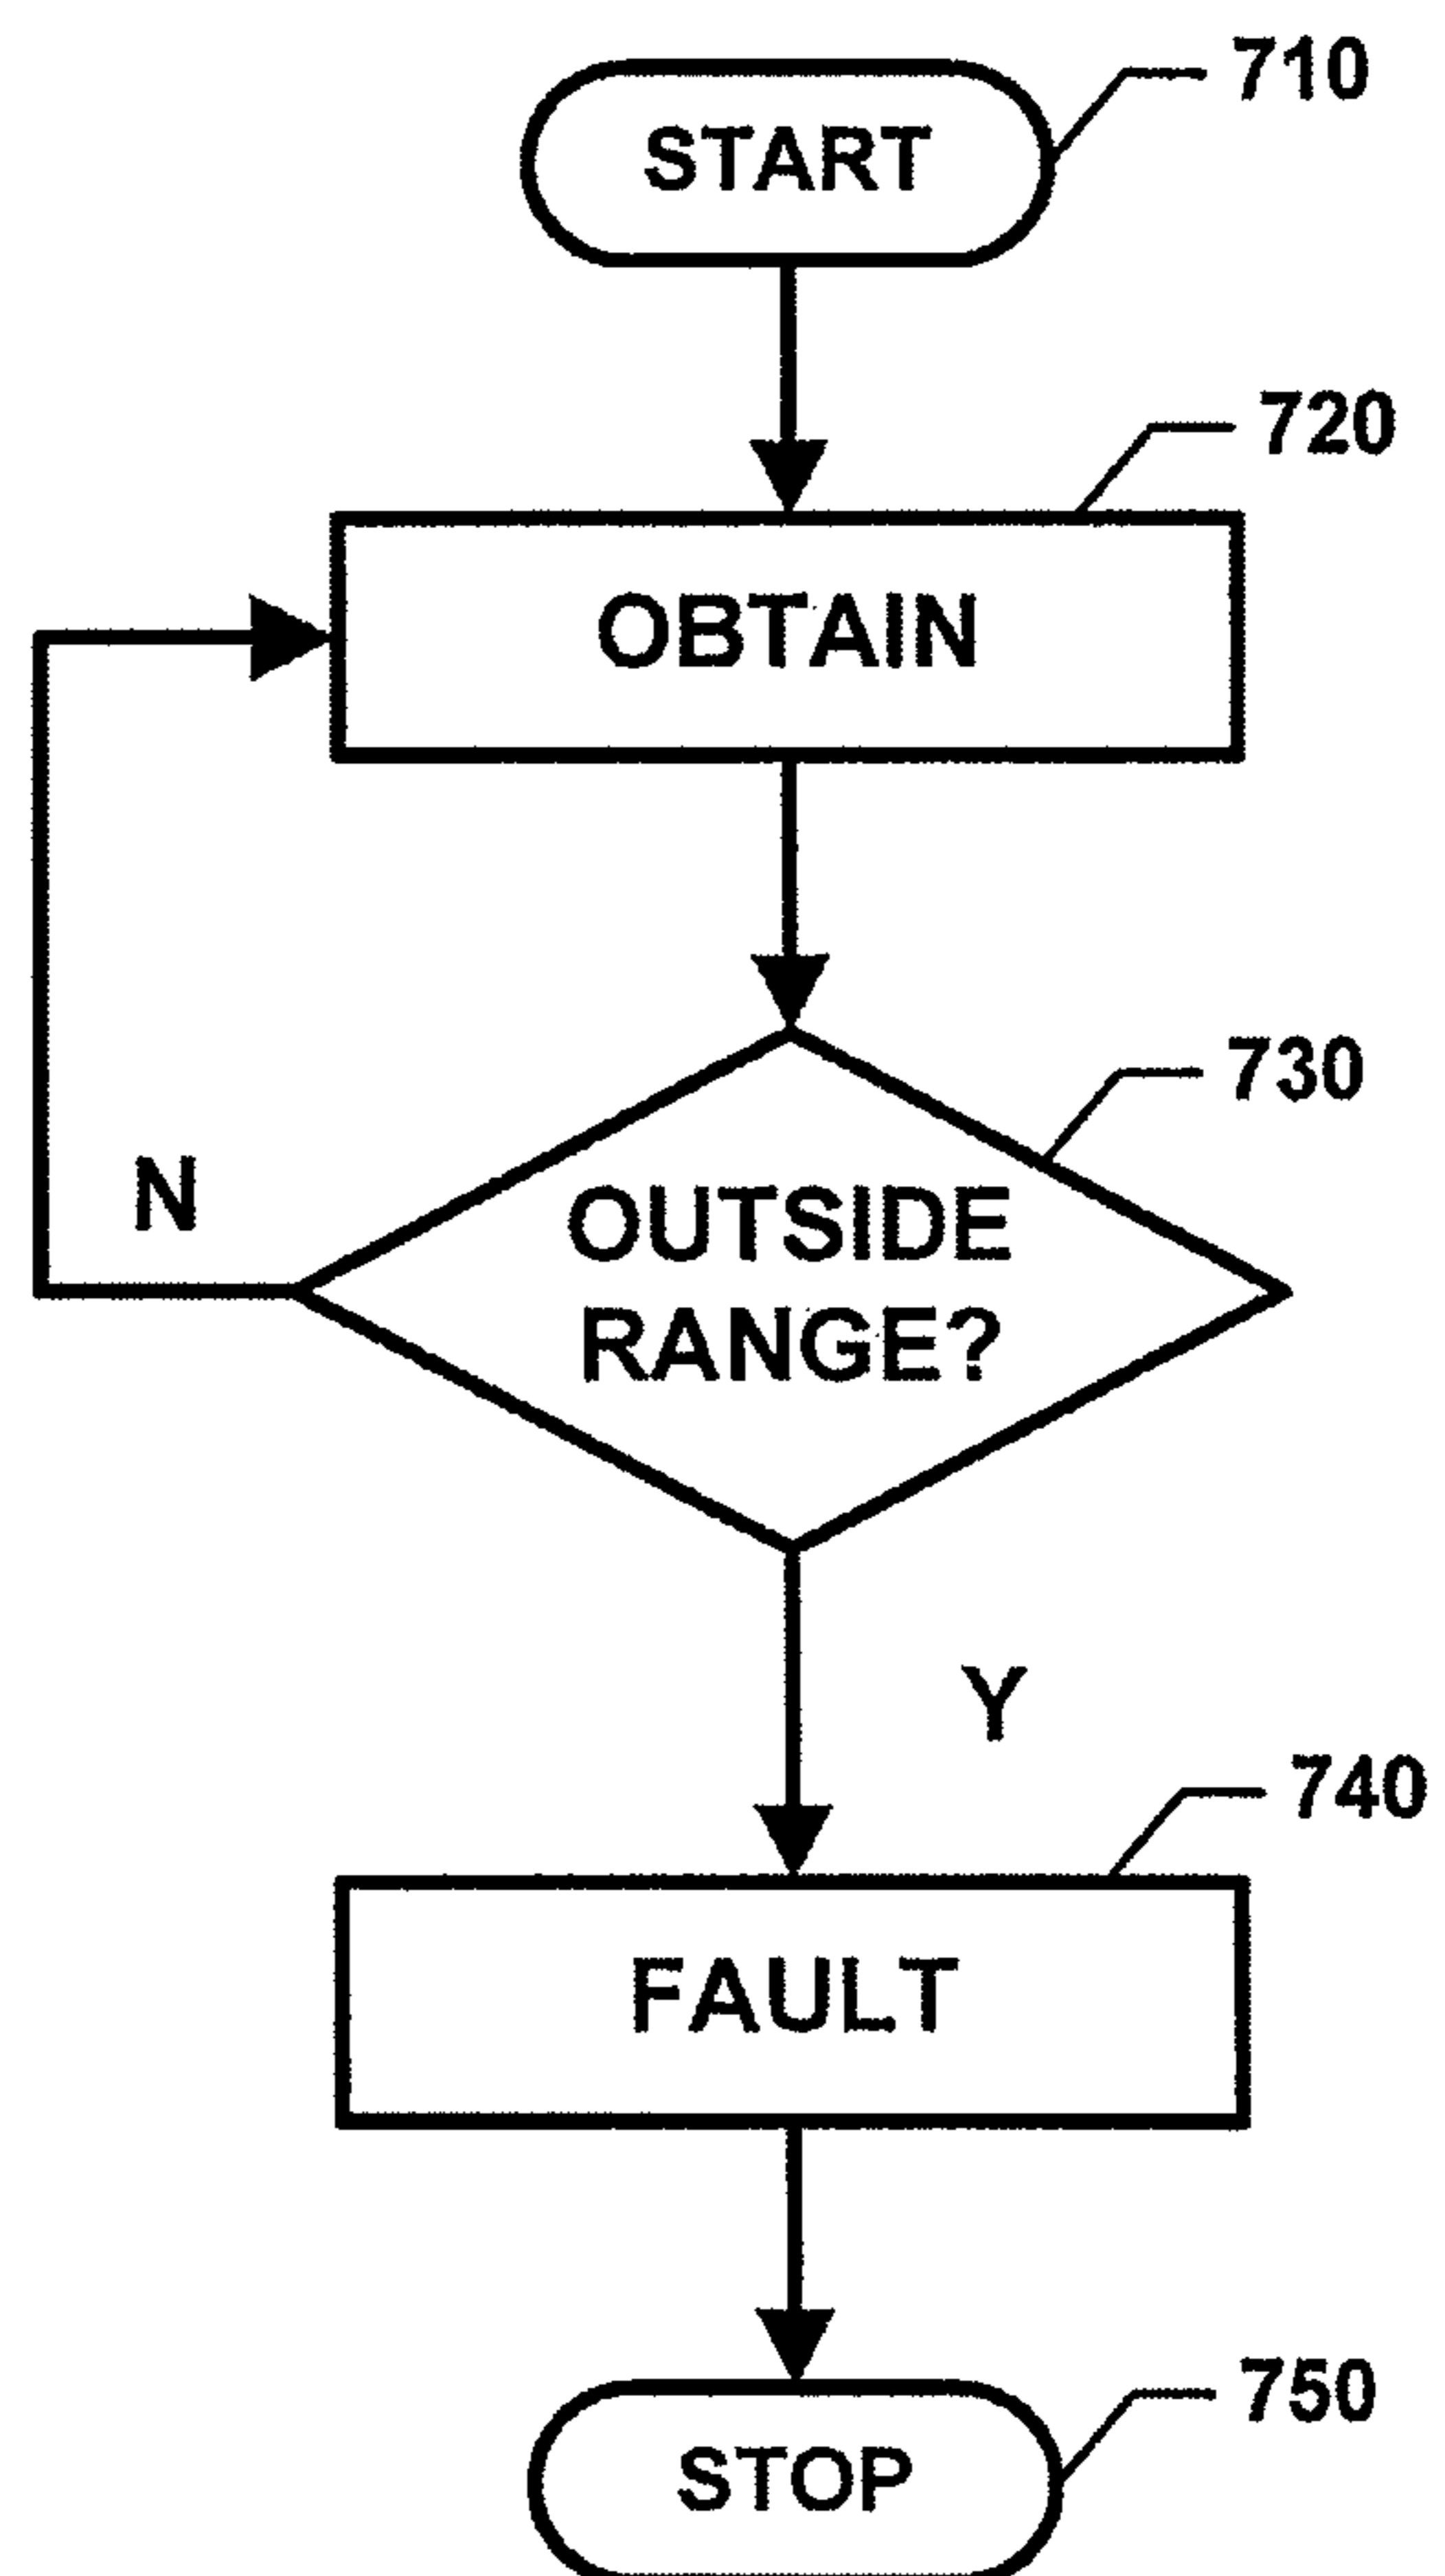 710
START
720
OBTAIN
730
N
OUTSIDE
RANGE?
Y
740
FAULT
750
STOP